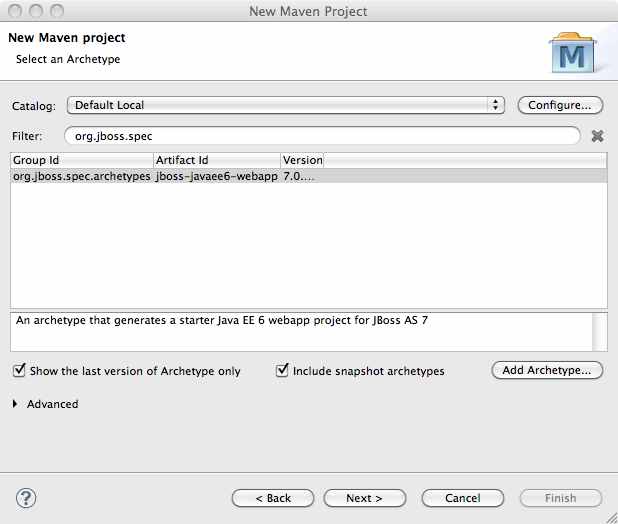 New Maven Project
New Maven project
Select an Archetype
M
Catalog: Default Local Configure...
Filter: org.jboss.spec
Group Id Artifact Id Version
org.jboss.spec.archetypes jboss-javaee6-webapp 7.0....
An archetype that generates a starter Java EE 6 webapp project for JBoss AS 7
Show the last version of Archetype only Include snapshot archetypes Add Archetype...
Advanced
? < Back Next > Cancel Finish